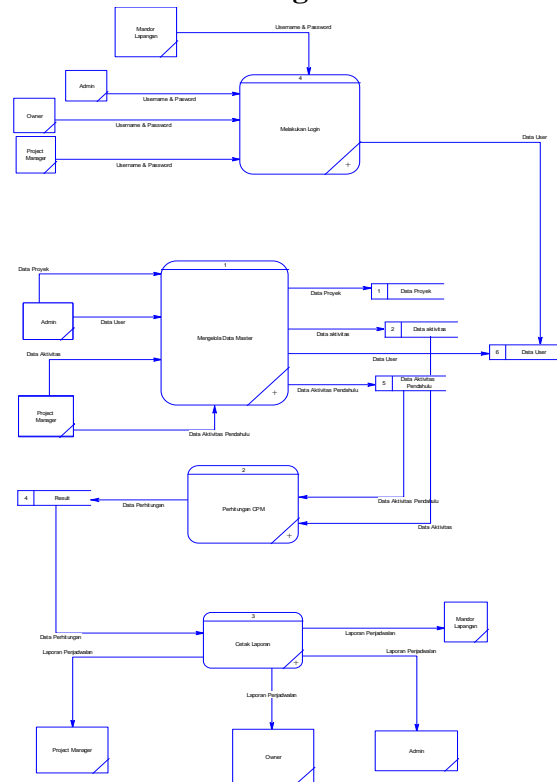 g
Mandor
Lapangan
Username & Password
4
Admin
Username & Pasword
Owner
Melakukan Login
Username & Password
Project
Manager
Username & Password
+
Data User
1
Data Proyek
Data Proyek
1 Data Proyek
Admin
Data User
Mengelola Data Master
Data aktivitas
2 Data aktivitas
Data Aktivitas
Data User
6 Data User
Data Aktivitas Pendahulu
5 Data Aktivitas
Pendahulu
+
Project
Manager
Data Aktivitas Pendahulu
2
4 Result
Data Perhitungan
Perhitungan CPM
Data Aktivitas Pendahulu
Data Aktivitas
+
3
Mandor
Lapangan
Data Perhitungan
Cetak Laporan
Laporan Penjadwalan
Laporan Penjadwalan
+
Laporan Penjadwalan
Laporan Penjadwalan
Project Manager
Owner
Admin